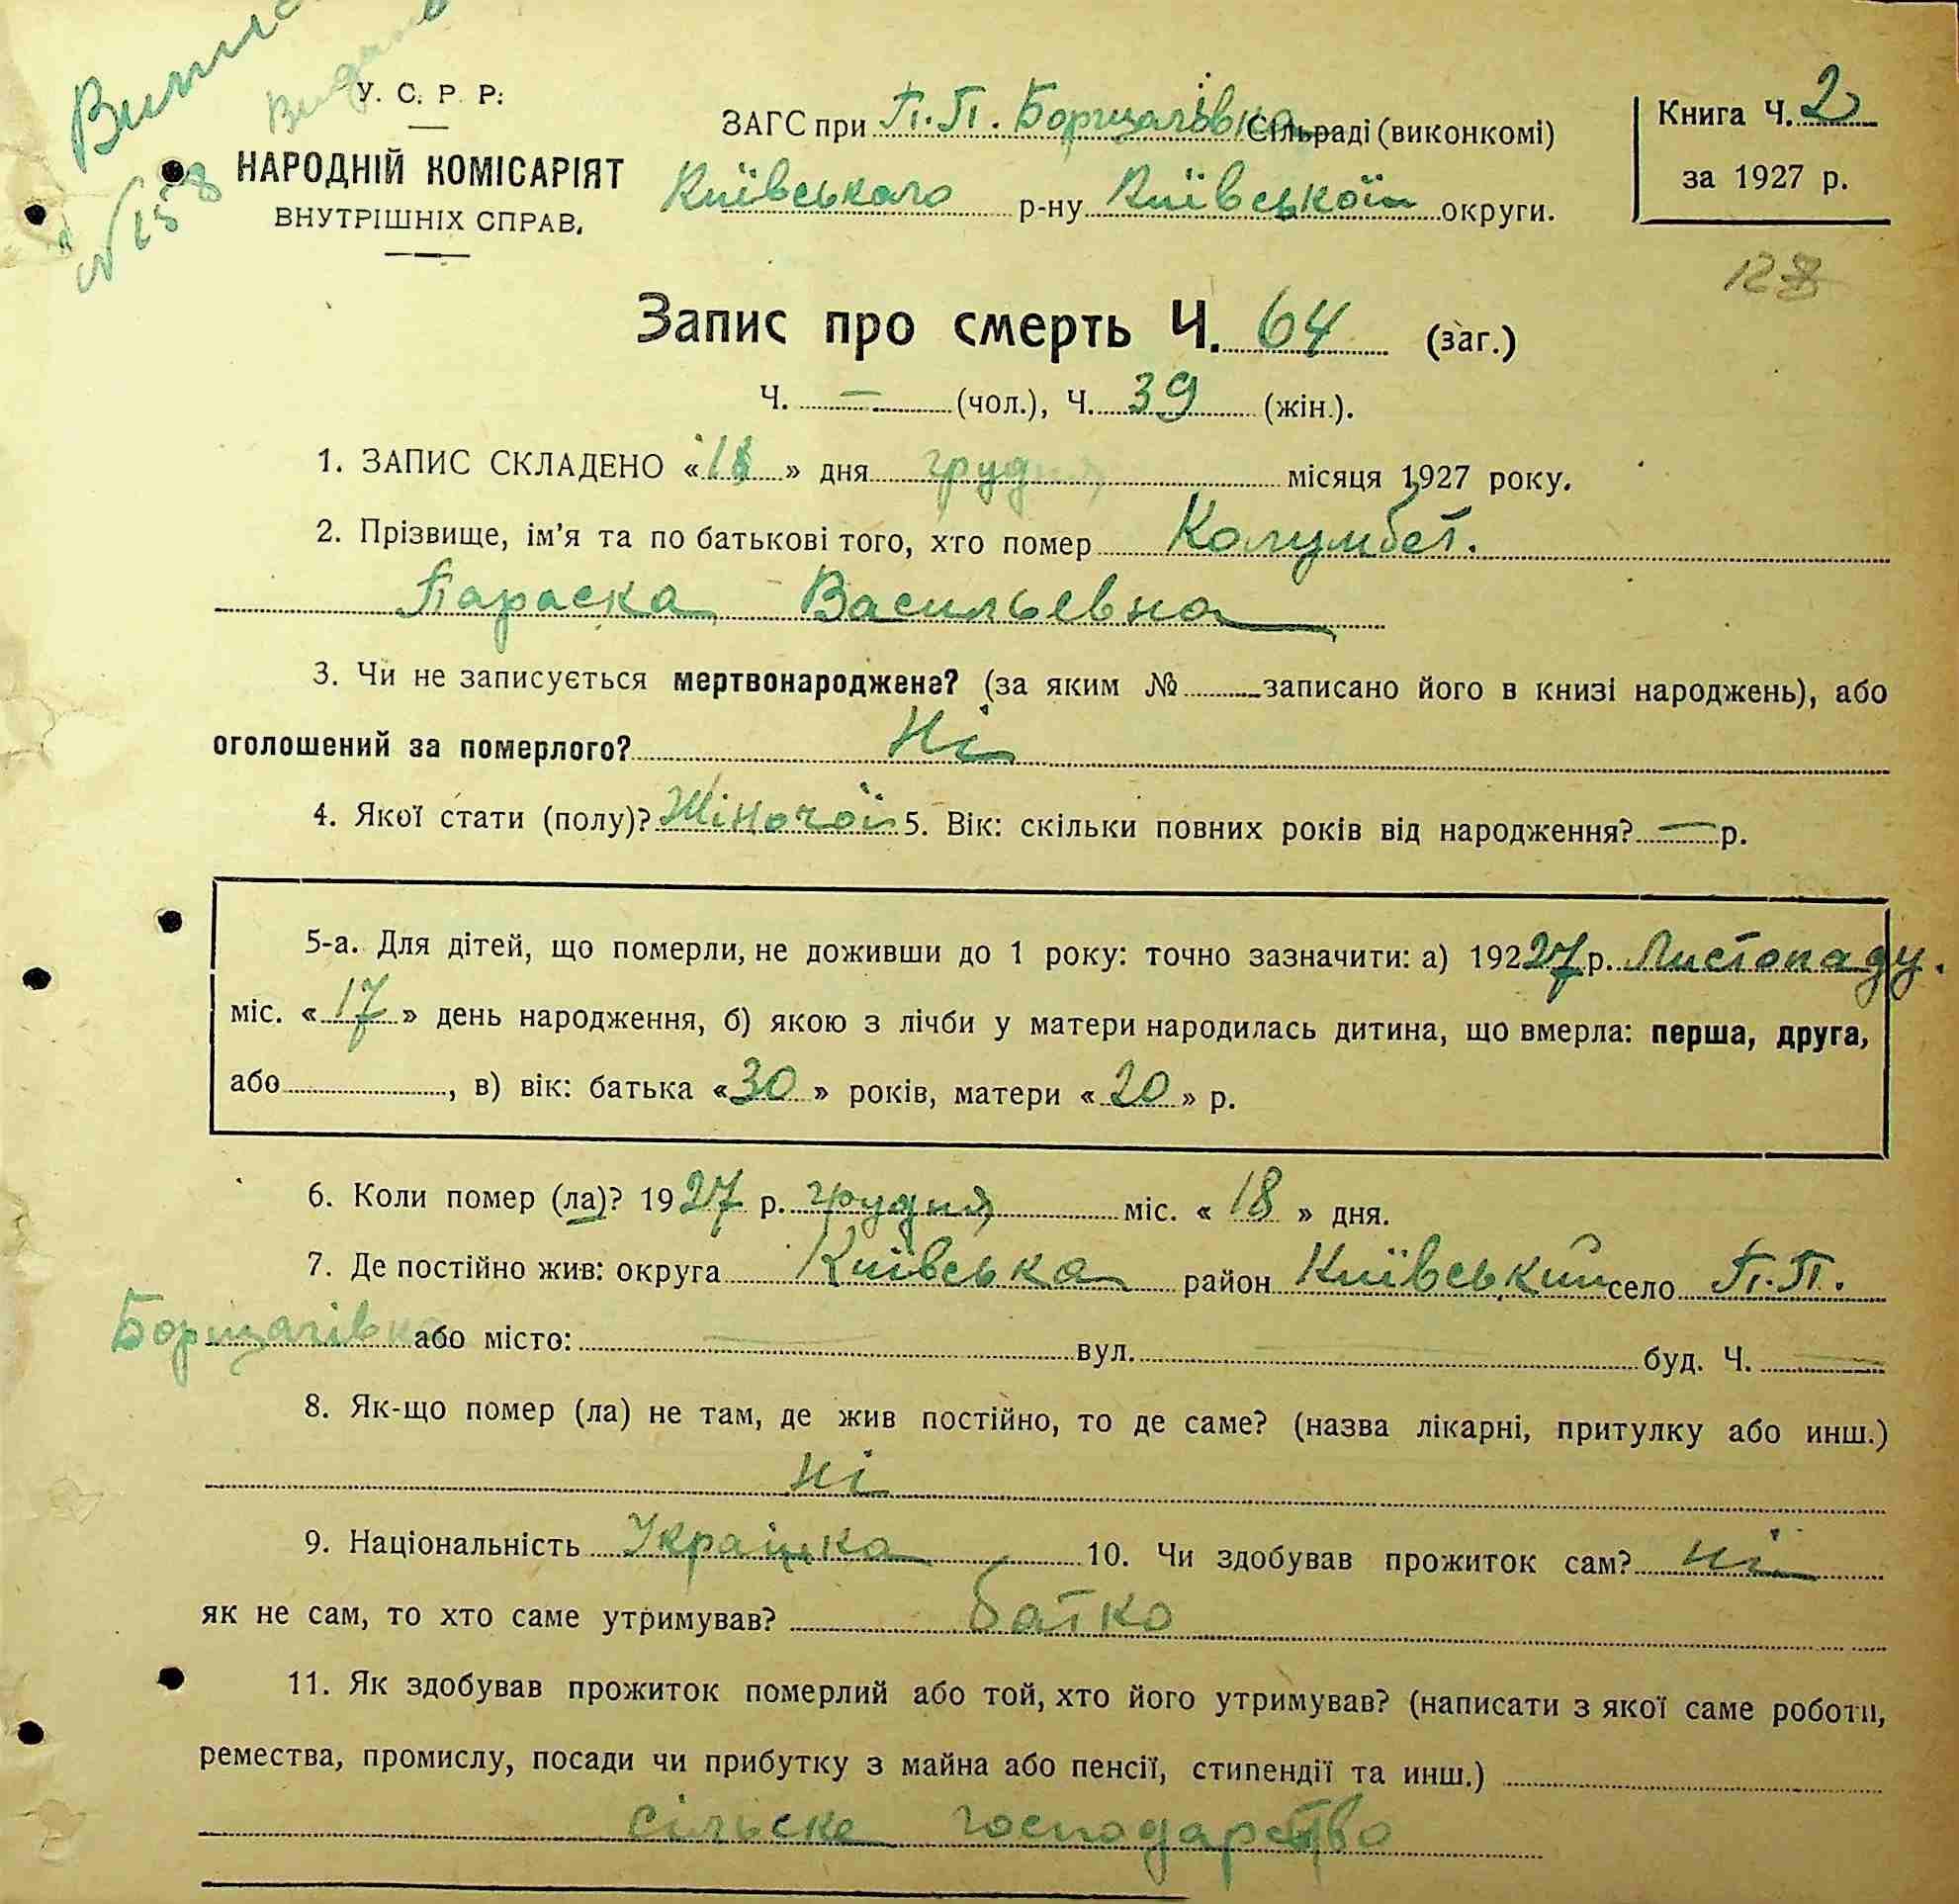 У. С. Р. Р.
НАРОДНІЙ КОМІСАРІЯТ
ВНУТРІШНІХ СПРАВ.
№ 158
ЗАГС при П.П. Борщагівка Сільраді (виконкомі)
Київського р-ну Київської округи.
Книга Ч. 2
за 1927 р.
128
Запис про смерть Ч. 64 (заг.)
Ч. — (чол.), Ч. 39 (жін.).
1. ЗАПИС СКЛАДЕНО «18» дня грудня місяця 1927 року.
2. Прізвище, ім'я та по батькові того, хто помер Колумбет.
Параска Васильевна
3. Чи не записується мертвонароджене? (за яким № записано його в книзі народжень), або
оголошений за померлого? Ні
4. Якої стати (полу)? Жіночої 5. Вік: скільки повних років від народження? — р.
5-а. Для дітей, що померли, не доживши до 1 року: точно зазначити: а) 19227 р. Листопаду.
міс. «17» день народження, б) якою з лічби у матери народилась дитина, що вмерла: перша, друга,
або , в) вік: батька «30» років, матери «20» р.
6. Коли помер (ла)? 1927 р. грудня міс. «18» дня.
7. Де постійно жив: округа Київська район Київський село П.П.
Борщагівка або місто: — вул. — буд. Ч. —
8. Як-що помер (ла) не там, де жив постійно, то де саме? (назва лікарні, притулку або инш.)
ні
9. Національність Украінка 10. Чи здобував прожиток сам? ні
як не сам, то хто саме утримував? батко
11. Як здобував прожиток померлий або той, хто його утримував? (написати з якої саме роботи,
ремества, промислу, посади чи прибутку з майна або пенсії, стипендії та инш.)
сільске господарство